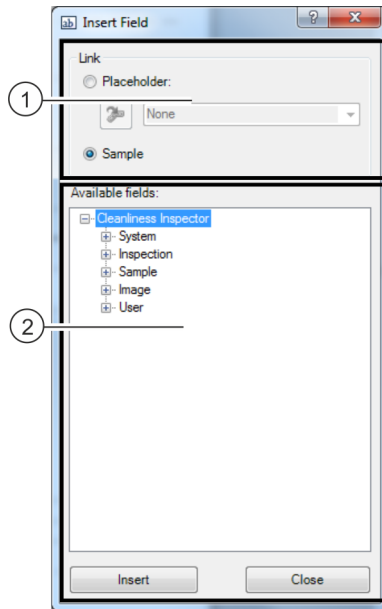 ab Insert Field
? X
Link
Placeholder:
1
None
Sample
Available fields:
Cleanliness Inspector
System
Inspection
Sample
Image
User
2
Insert Close